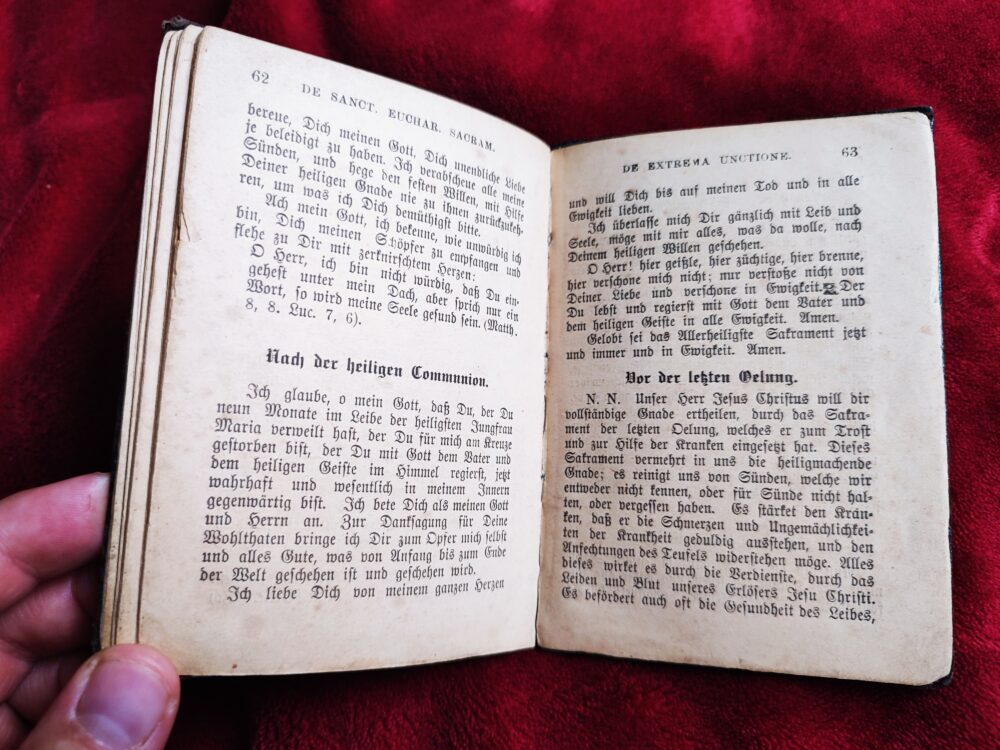 62
DE SANCT. EUCHAR. SACRAM.
bereue, Dich meinen Gott, Dich unendliche Liebe
je beleidigt zu haben. Ich verabscheue alle meine
Sünden, und hege den festen Willen, mit Hilfe
Deiner heiligen Gnade nie zu ihnen zurückzukeh-
ren, um was ich Dich demüthigst bitte.
Ach mein Gott, ich bekenne, wie unwürdig ich
bin, Dich meinen Schöpfer zu empfangen und
flehe zu Dir mit zerknirschtem Herzen:
O Herr, ich bin nicht würdig, daß Du ein-
gehest unter mein Dach, aber sprich nur ein
Wort, so wird meine Seele gesund sein. (Matth.
8, 8. Luc. 7, 6).
Nach der heiligen Communion.
Ich glaube, o mein Gott, daß Du, der Du
neun Monate im Leibe der heiligsten Jungfrau
Maria verweilt hast, der Du für mich am Kreuze
gestorben bist, der Du mit Gott dem Vater und
dem heiligen Geiste im Himmel regierst, jetzt
wahrhaft und wesentlich in meinem Innern
gegenwärtig bist. Ich bete Dich als meinen Gott
und Herrn an. Zur Danksagung für Deine
Wohlthaten bringe ich Dir zum Opfer mich selbst
und alles Gute, was von Anfang bis zum Ende
der Welt geschehen ist und geschehen wird.
Ich liebe Dich von meinem ganzen Herzen
DE EXTREMA UNCTIONE.
63
und will Dich bis auf meinen Tod und in alle
Ewigkeit lieben.
Ich überlasse mich Dir gänzlich mit Leib und
Seele, möge mit mir alles, was da wolle, nach
Deinem heiligen Willen geschehen.
O Herr! hier geißle, hier züchtige, hier brenne,
hier verschone mich nicht; nur verstoße nicht von
Deiner Liebe und verschone in Ewigkeit. Der
Du lebst und regierst mit Gott dem Vater und
dem heiligen Geiste in alle Ewigkeit. Amen.
Gelobt sei das Allerheiligste Sakrament jetzt
und immer und in Ewigkeit. Amen.
Vor der letzten Oelung.
N. N. Unser Herr Jesus Christus will dir
vollständige Gnade ertheilen, durch das Sakra-
ment der letzten Oelung, welches er zum Trost
und zur Hilfe der Kranken eingesetzt hat. Dieses
Sakrament vermehrt in uns die heiligmachende
Gnade; es reinigt uns von Sünden, welche wir
entweder nicht kennen, oder für Sünde nicht hal-
ten, oder vergessen haben. Es stärket den Kran-
ken, daß er die Schmerzen und Ungemächlichkei-
ten der Krankheit geduldig ausstehen, und den
Anfechtungen des Teufels widerstehen möge. Alles
dieses wirket es durch die Verdienste, durch das
Leiden und Blut unseres Erlösers Jesu Christi.
Es befördert auch oft die Gesundheit des Leibes,